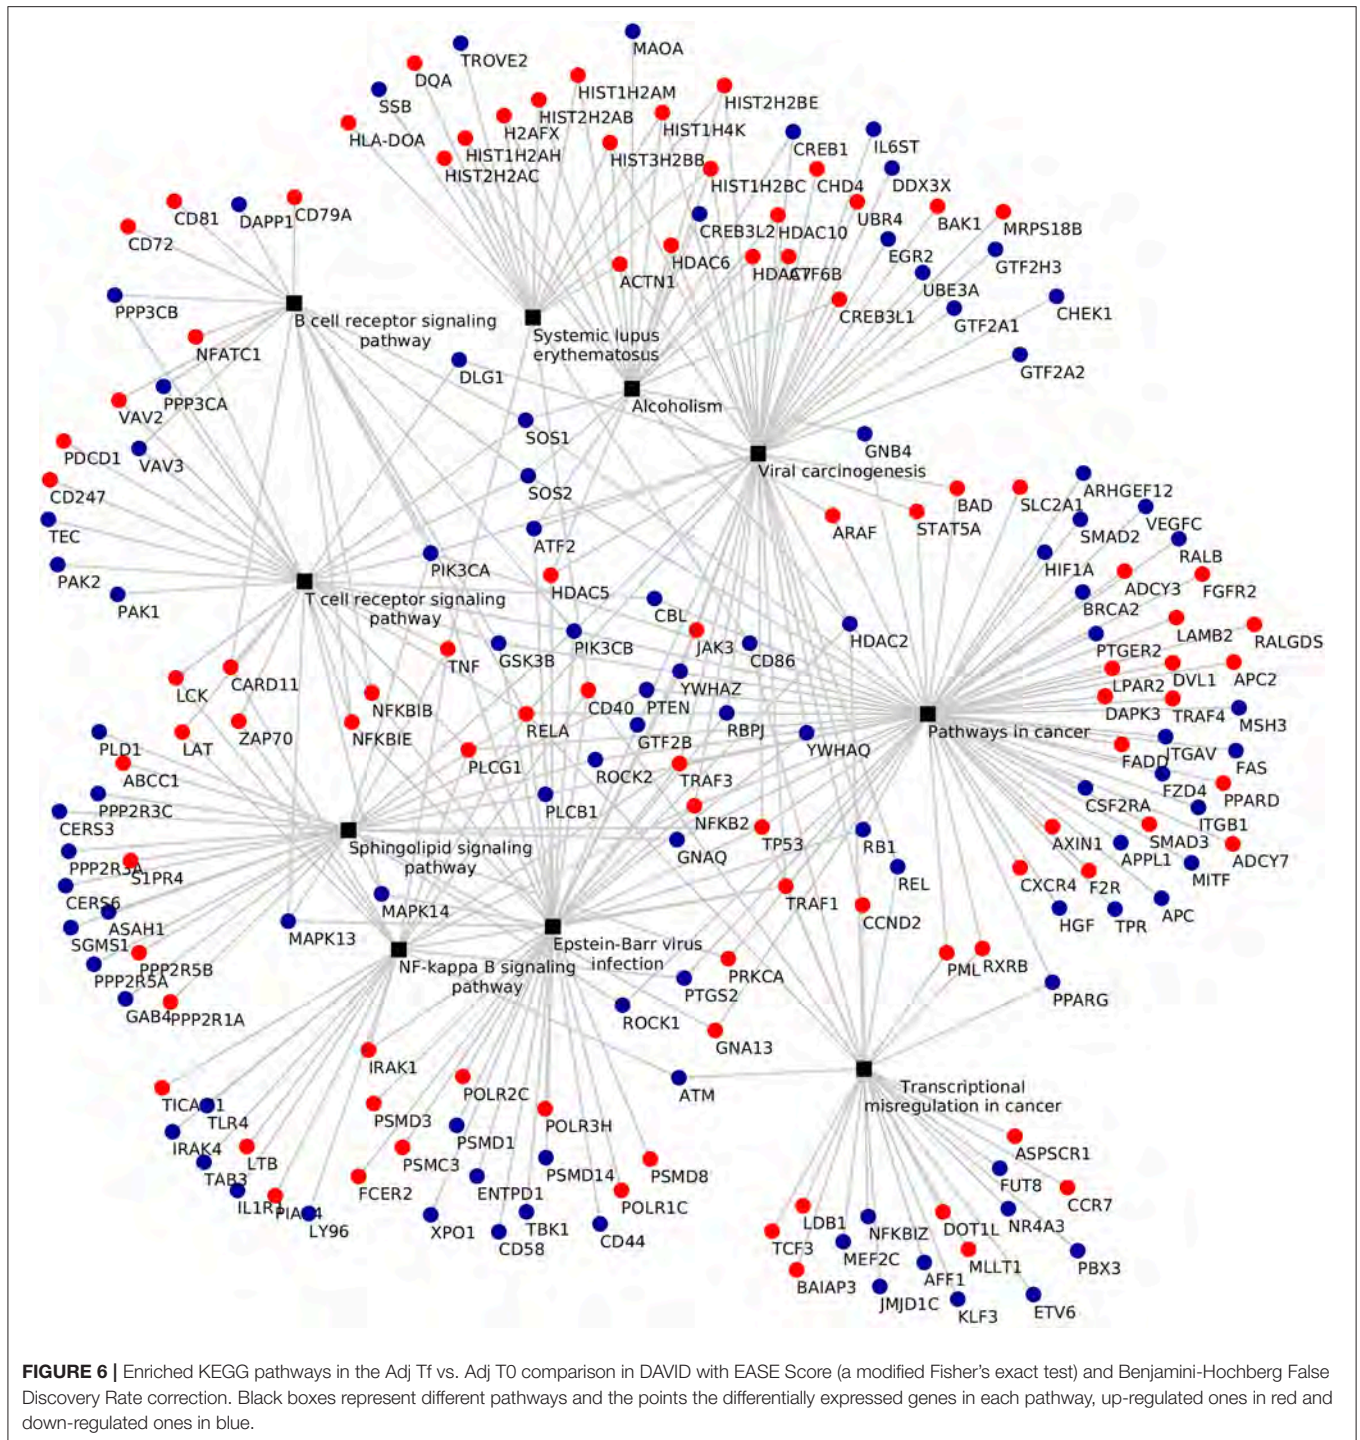 MAOA
TROVE2
DQA
SSB
HIST1H2AM
HIST2H2BE
HIST2H2AB
H2AFX
HIST1H4K
HLA-DOA
CREB1
IL6ST
HIST1H2AH
HIST3H2BB
HIST2H2AC
HIST1H2BC
CHD4
DDX3X
CD81
DAPP1
CD79A
UBR4
BAK1
MRPS18B
CREB3L2
HDAC10
CD72
EGR2
GTF2H3
HDAC6
ACTN1
HDAC7
ATF6B
UBE3A
PPP3CB
CREB3L1
GTF2A1
CHEK1
B cell receptor signaling
pathway
Systemic lupus
erythematosus
NFATC1
DLG1
GTF2A2
PPP3CA
Alcoholism
VAV2
SOS1
GNB4
PDCD1
VAV3
Viral carcinogenesis
CD247
SOS2
BAD
SLC2A1
ARHGEF12
TEC
ATF2
ARAF
STAT5A
VEGFC
SMAD2
RALB
PIK3CA
HIF1A
PAK2
HDAC5
ADCY3
FGFR2
PAK1
T cell receptor signaling
pathway
CBL
BRCA2
LAMB2
RALGDS
PIK3CB
JAK3
HDAC2
PTGER2
TNF
GSK3B
CD86
LPAR2
DVL1
APC2
LCK
CARD11
YWHAZ
NFKBIB
CD40
PTEN
DAPK3
TRAF4
MSH3
LAT
ZAP70
NFKBIE
RELA
GTF2B
RBPJ
YWHAQ
Pathways in cancer
PLD1
PLCG1
ROCK2
TRAF3
FADD
ITGAV
FAS
ABCC1
FZD4
PPARD
PPP2R3C
PLCB1
CSF2RA
ITGB1
CERS3
NFKB2
TP53
AXIN1
SMAD3
Sphingolipid signaling
pathway
GNAQ
RB1
APPL1
ADCY7
PPP2R3A
S1PR4
REL
CXCR4
F2R
MITF
CERS6
MAPK14
TRAF1
CCND2
HGF
TPR
APC
ASAH1
SGMS1
MAPK13
Epstein-Barr virus
infection
NF-kappa B signaling
pathway
PPP2R5B
PPP2R5A
PRKCA
PML
RXRB
PTGS2
PPARG
GAB4
PPP2R1A
ROCK1
GNA13
IRAK1
ATM
Transcriptional
misregulation in cancer
POLR2C
TLR4
PSMD3
POLR3H
IRAK4
PSMD1
ASPSCR1
LTB
PSMC3
TAB3
PSMD14
PSMD8
FUT8
FCER2
ENTPD1
CCR7
IL1R1
POLR1C
LY96
XPO1
TBK1
CD44
LDB1
NFKBIZ
DOT1L
NR4A3
CD58
TCF3
MEF2C
MLLT1
PBX3
BAIAP3
AFF1
JMJD1C
KLF3
ETV6
FIGURE 6 | Enriched KEGG pathways in the Adj Tf vs. Adj T0 comparison in DAVID with EASE Score (a modified Fisher's exact test) and Benjamini-Hochberg False
Discovery Rate correction. Black boxes represent different pathways and the points the differentially expressed genes in each pathway, up-regulated ones in red and
down-regulated ones in blue.